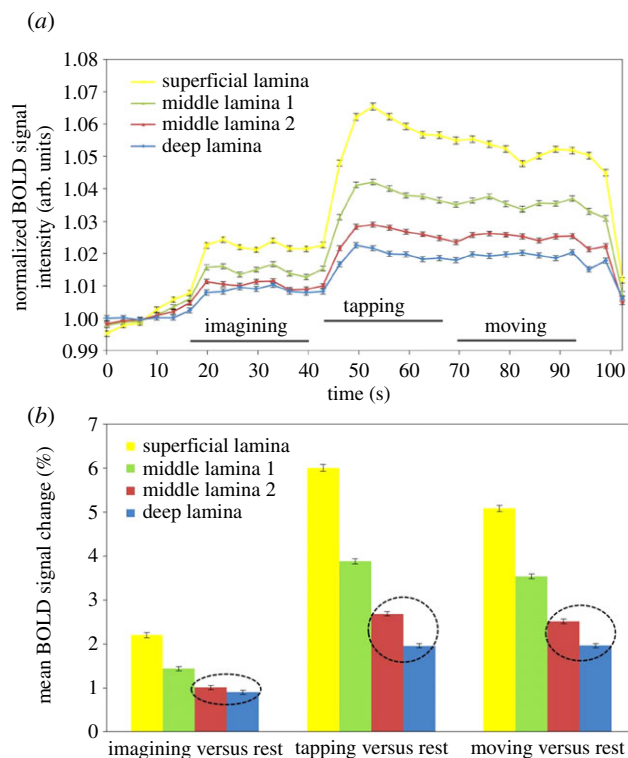 (a)
1.08
1.07
1.06
1.05
1.04
1.03
1.02
1.01
1.00
0.99
normalized BOLD signal
intensity (arb. units)
superficial lamina
middle lamina 1
middle lamina 2
deep lamina
imagining
tapping
moving
0 10 20 30 40 50 60 70 80 90 100
time (s)
(b)
7
6
5
4
3
2
1
0
mean BOLD signal change (%)
superficial lamina
middle lamina 1
middle lamina 2
deep lamina
imagining versus rest tapping versus rest moving versus rest